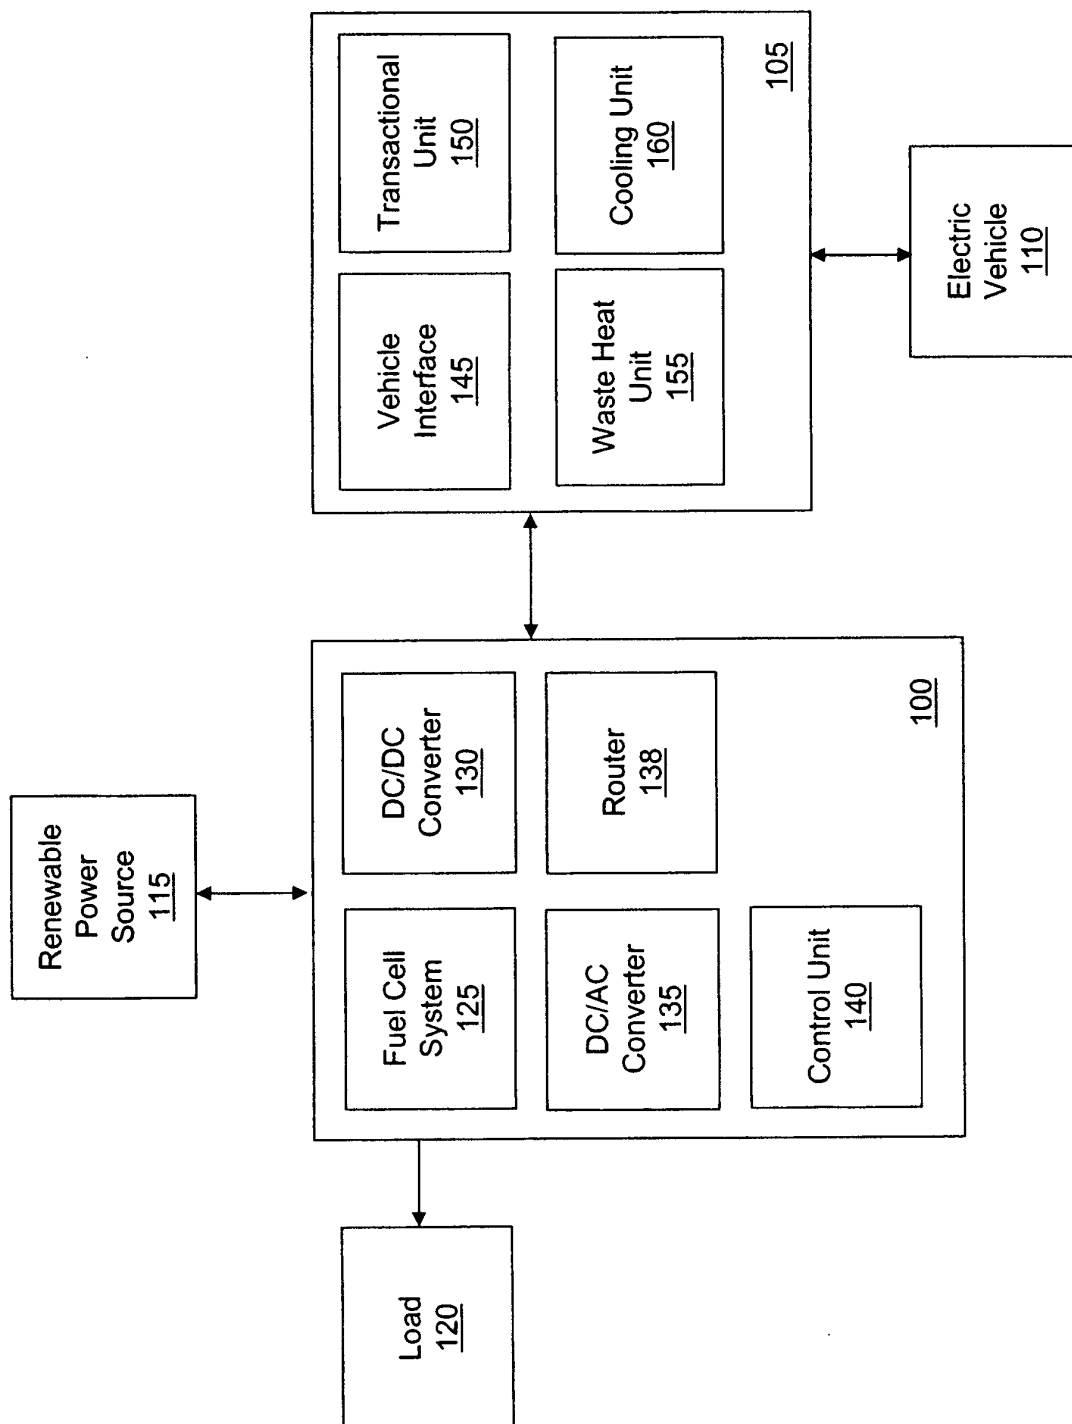 Renewable
Power
Source
115
Load
120
Fuel Cell
System
125
DC/DC
Converter
130
DC/AC
Converter
135
Router
138
Control Unit
140
100
Vehicle
Interface
145
Transactional
Unit
150
Waste Heat
Unit
155
Cooling Unit
160
105
Electric
Vehicle
110